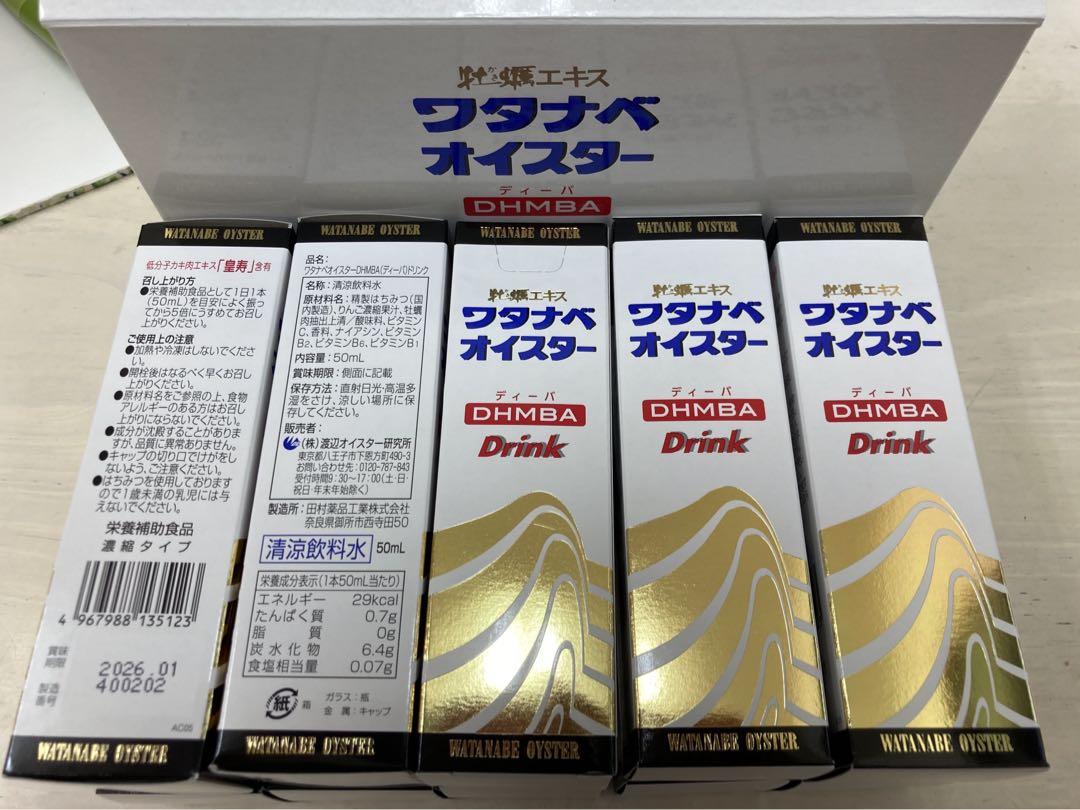 牡蠣エキス
かき
ワタナベ
オイスター
ディーバ
DHMBA
WATANABE OYSTER
低分子カキ肉エキス「皇寿」含有
召し上がり方
●栄養補助食品として1日1本
(50mL)を目安によく振っ
てから5倍にうすめてお召し
上がりください。
ご使用上の注意
●加熱や冷凍はしないでくださ
い。
●開栓後はなるべく早くお召し
上がりください。
●原材料名をご参照の上、食物
アレルギーのある方はお召し
上がりにならないでください。
●成分が沈殿することがありま
すが、品質に異常ありません。
●キャップの切り口でけがをし
ないよう、ご注意ください。
●はちみつを使用しております
ので1歳未満の乳児には与
えないでください。
栄養補助食品
濃縮タイプ
4 967988 135123
賞味
期限
2026.01
製造
番号
400202
AC05
WATANABE OYSTER
WATANABE OYSTER
品名:
ワタナベオイスターDHMBA(ディーバ)ドリンク
名称:清涼飲料水
原材料名:精製はちみつ(国
内製造)、りんご濃縮果汁、牡蠣
肉抽出上清/酸味料、ビタミン
C、香料、ナイアシン、ビタミン
B₂、ビタミンB₆、ビタミンB₁
内容量:50mL
賞味期限:側面に記載
保存方法:直射日光・高温多
湿をさけ、涼しい場所に保
存してください。
販売者:
(株)渡辺オイスター研究所
東京都八王子市下恩方町490-3
お問い合わせ先:0120-787-843
受付時間9:30〜17:00(土・日・
祝日・年末年始除く)
製造所:田村薬品工業株式会社
奈良県御所市西寺田50
清涼飲料水 50mL
栄養成分表示(1本50mL当たり)
エネルギー 29kcal
たんぱく質 0.7g
脂質 0g
炭水化物 6.4g
食塩相当量 0.07g
紙 箱
ガラス:瓶
金属:キャップ
WATANABE OYSTER
WATANABE OYSTER
牡蠣エキス
ワタナベ
オイスター
ディーバ
DHMBA
Drink
WATANABE OYSTER
WATANABE OYSTER
牡蠣エキス
ワタナベ
オイスター
ディーバ
DHMBA
Drink
WATANABE OYSTER
WATANABE OYSTER
牡蠣エキス
ワタナベ
オイスター
ディーバ
DHMBA
Drink
WATANABE OYSTER